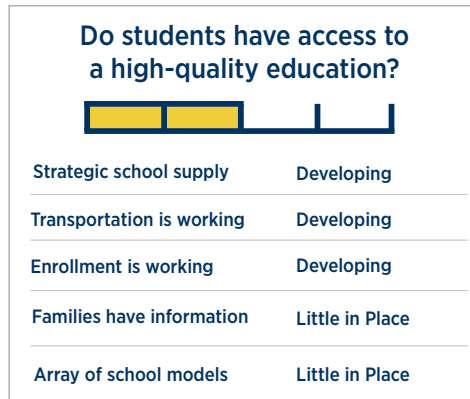 Do students have access to
a high-quality education?
Strategic school supply Developing
Transportation is working Developing
Enrollment is working Developing
Families have information Little in Place
Array of school models Little in Place